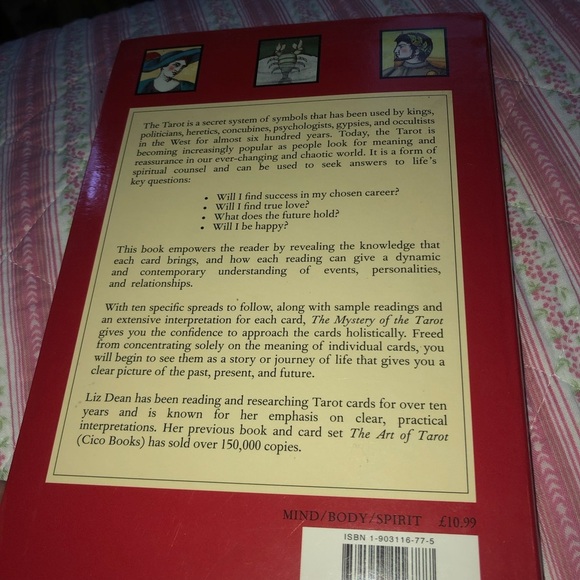 The Tarot is a secret system of symbols that has been used by kings,
politicians, heretics, concubines, psychologists, gypsies, and occultists
in the West for almost six hundred years. Today, the Tarot is
becoming increasingly popular as people look for meaning and
reassurance in our ever-changing and chaotic world. It is a form of
spiritual counsel and can be used to seek answers to life's
key questions:
• Will I find success in my chosen career?
• Will I find true love?
• What does the future hold?
• Will I be happy?
This book empowers the reader by revealing the knowledge that
each card brings, and how each reading can give a dynamic
and contemporary understanding of events, personalities,
and relationships.
With ten specific spreads to follow, along with sample readings and
an extensive interpretation for each card, The Mystery of the Tarot
gives you the confidence to approach the cards holistically. Freed
from concentrating solely on the meaning of individual cards, you
will begin to see them as a story or journey of life that gives you a
clear picture of the past, present, and future.
Liz Dean has been reading and researching Tarot cards for over ten
years and is known for her emphasis on clear, practical
interpretations. Her previous book and card set The Art of Tarot
(Cico Books) has sold over 150,000 copies.
MIND/BODY/SPIRIT £10.99
ISBN 1-903116-77-5